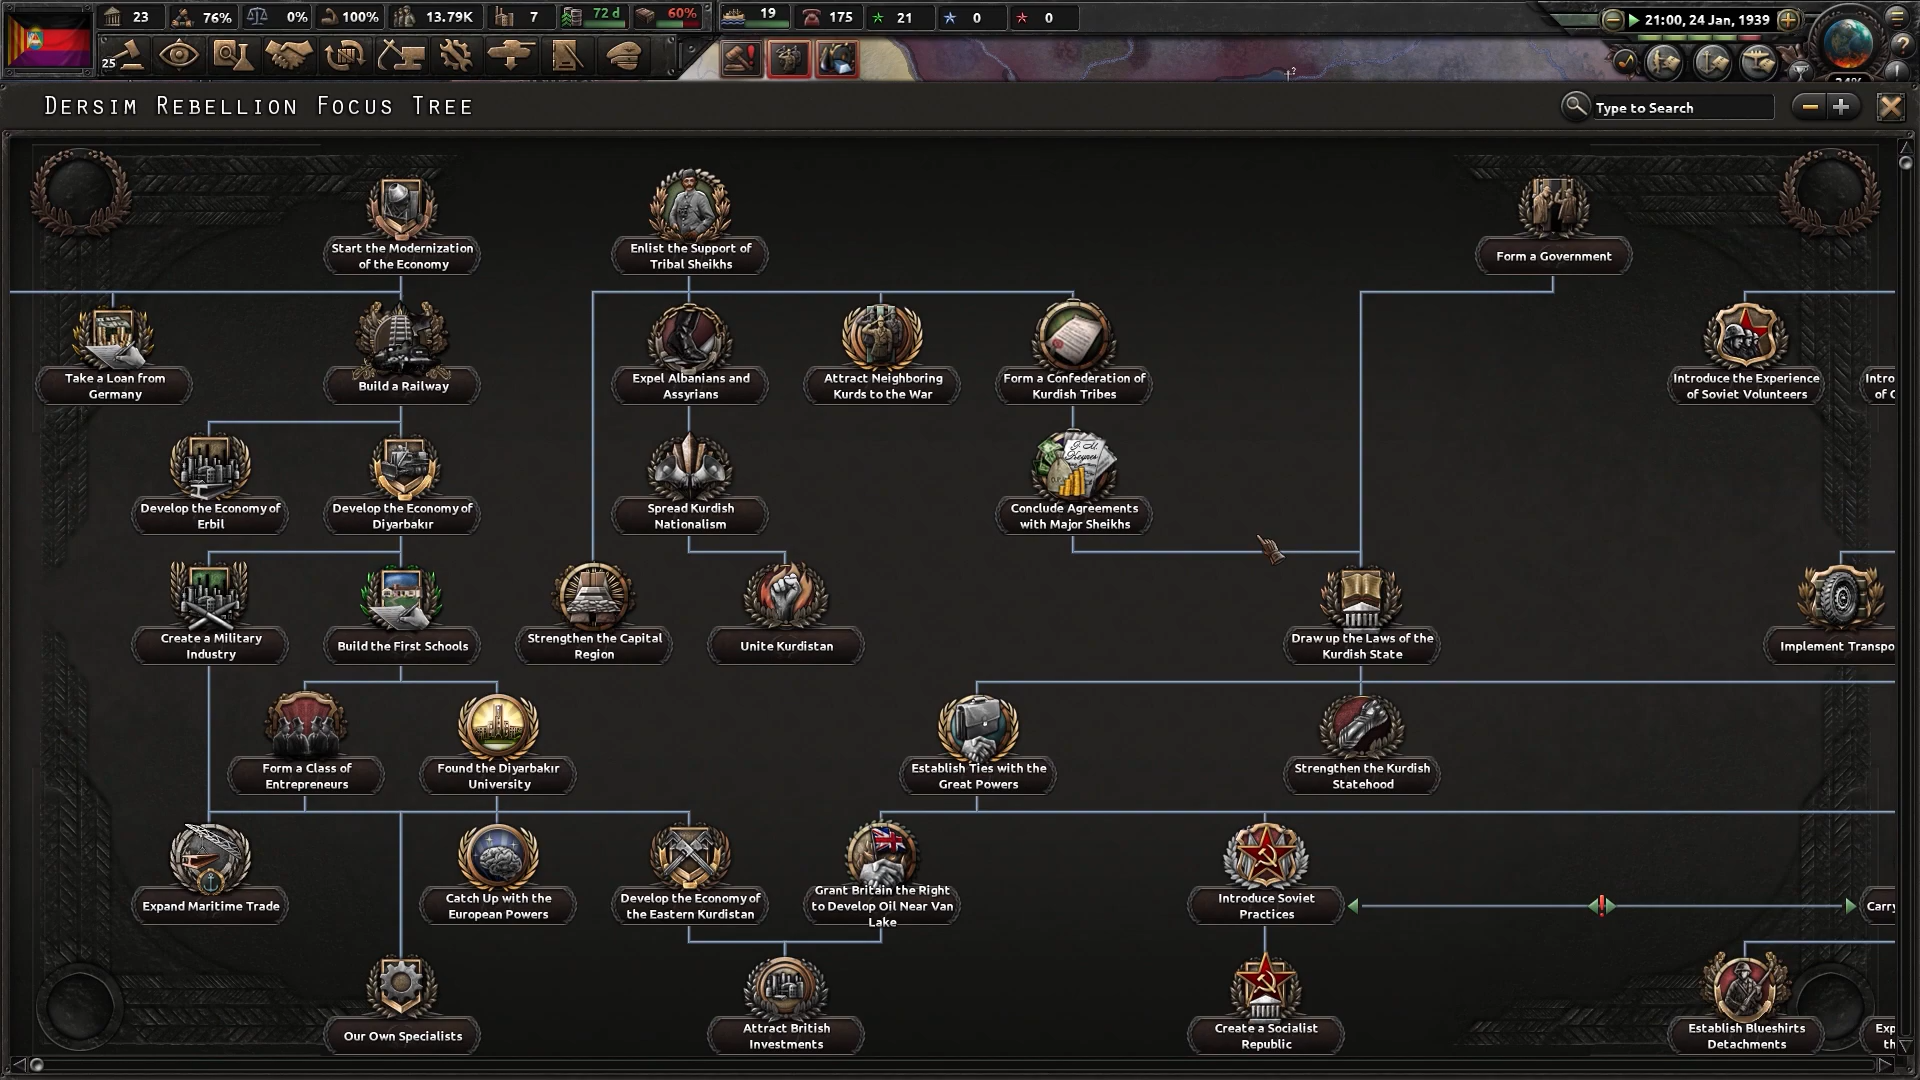 23
76%
0%
100%
13.79K
7
72 d
60%
19
175
21
0
0
21:00, 24 Jan, 1939
25
DERSIM REBELLION FOCUS TREE
Type to Search
Start the Modernization
of the Economy
Enlist the Support of
Tribal Sheikhs
Form a Government
Take a Loan from
Germany
Build a Railway
Expel Albanians and
Assyrians
Attract Neighboring
Kurds to the War
Form a Confederation of
Kurdish Tribes
Introduce the Experience
of Soviet Volunteers
Intro
of C
Develop the Economy of
Erbil
Develop the Economy of
Diyarbakır
Spread Kurdish
Nationalism
Conclude Agreements
with Major Sheikhs
Create a Military
Industry
Build the First Schools
Strengthen the Capital
Region
Unite Kurdistan
Draw up the Laws of the
Kurdish State
Implement Transpo
Form a Class of
Entrepreneurs
Found the Diyarbakır
University
Establish Ties with the
Great Powers
Strengthen the Kurdish
Statehood
Expand Maritime Trade
Catch Up with the
European Powers
Develop the Economy of
the Eastern Kurdistan
Grant Britain the Right
to Develop Oil Near Van
Lake
Introduce Soviet
Practices
Carry
Our Own Specialists
Attract British
Investments
Create a Socialist
Republic
Establish Blueshirts
Detachments
Exp
th